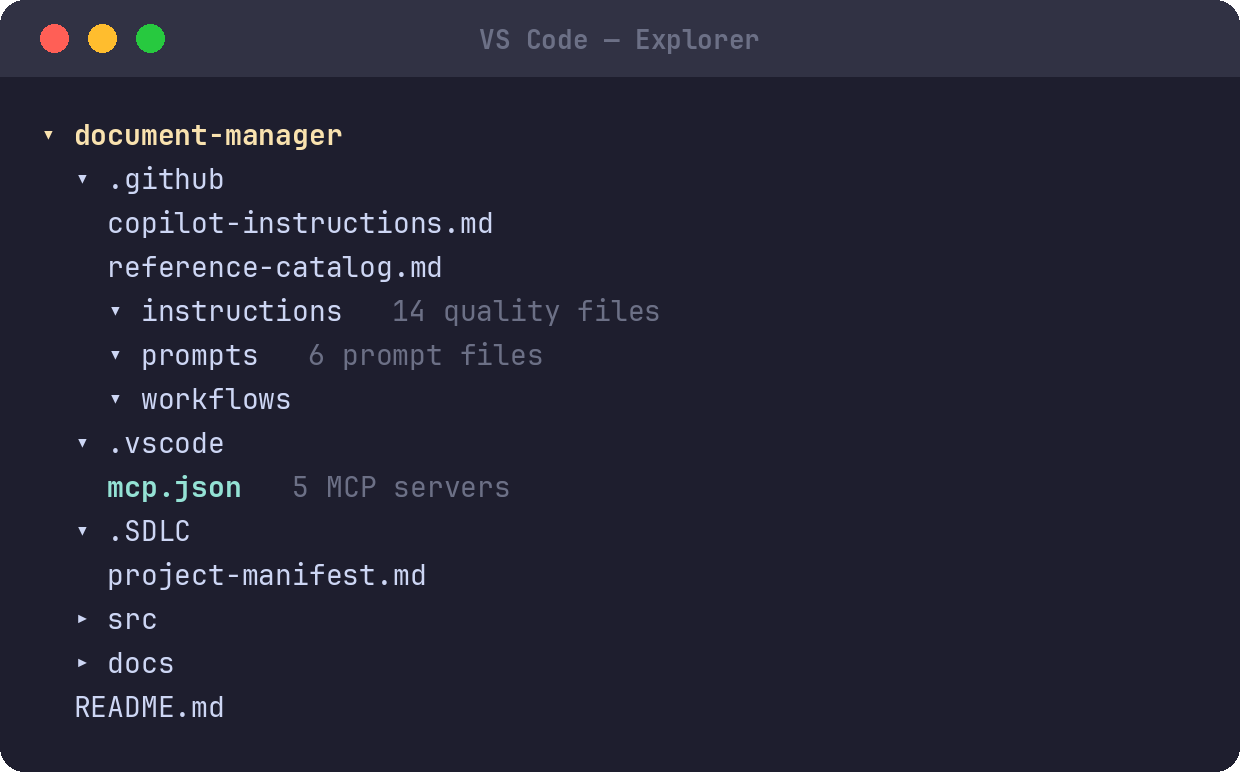 VS Code — Explorer
▾ document-manager
▾ .github
copilot-instructions.md
reference-catalog.md
▾ instructions 14 quality files
▾ prompts 6 prompt files
▾ workflows
▾ .vscode
mcp.json 5 MCP servers
▾ .SDLC
project-manifest.md
▸ src
▸ docs
README.md